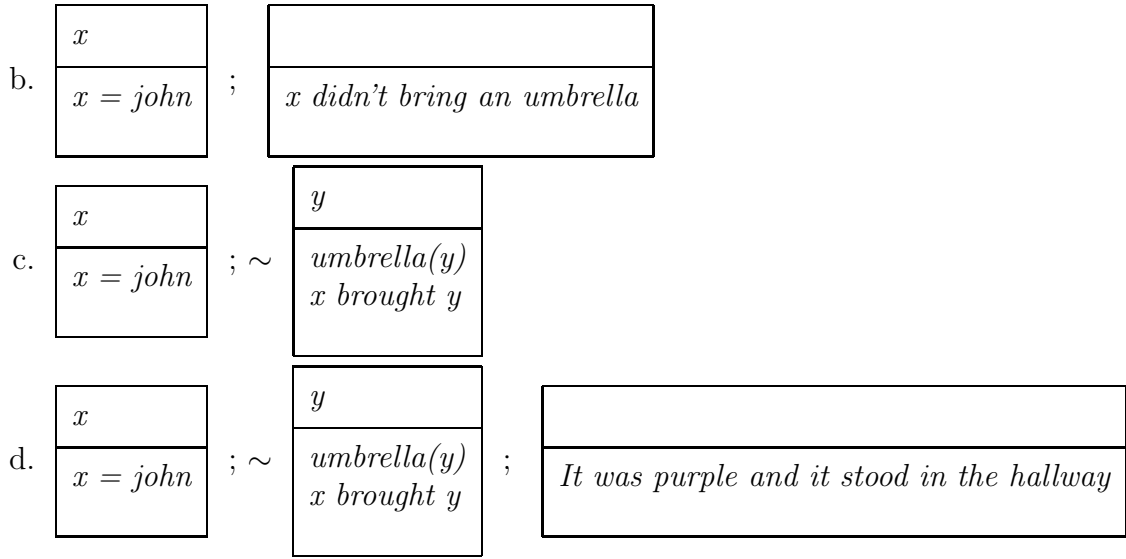 b. x
x = john ; x didn't bring an umbrella
c. x
x = john ; ∼ y
umbrella(y)
x brought y
d. x
x = john ; ∼ y
umbrella(y)
x brought y ; It was purple and it stood in the hallway